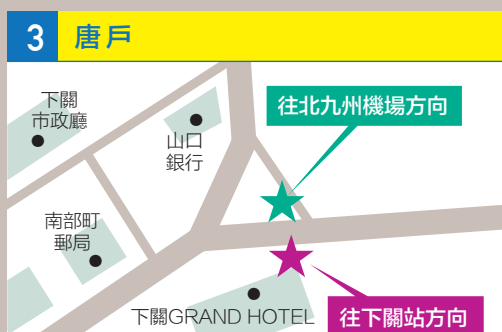 3 唐戶
下關
市政廳
山口
銀行
往北九州機場方向
南部町
郵局
下關GRAND HOTEL
往下關站方向